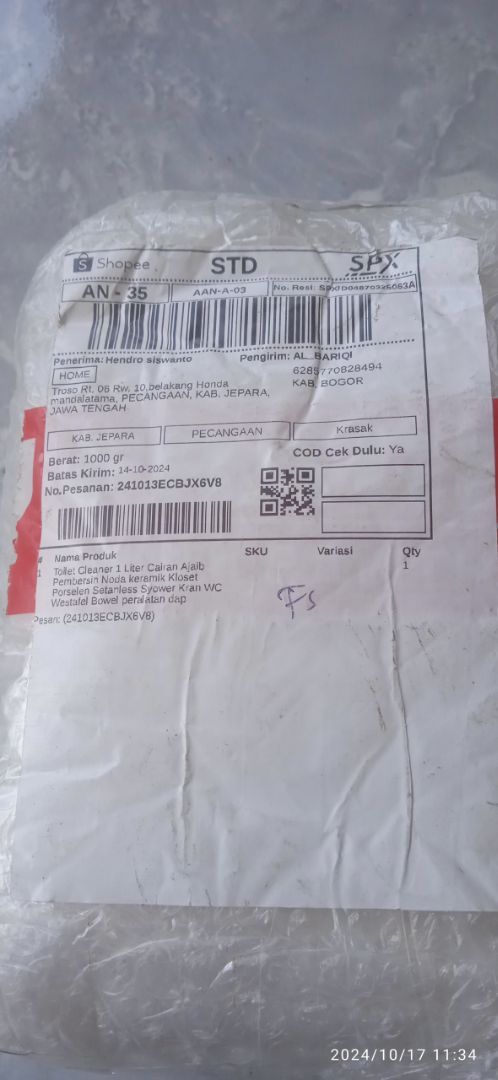 Shopee
STD
SPX
AN - 35
AAN-A-03
No. Resi:
Penerima: Hendro siswanto
Pengirim: AL_BARIQI
HOME
6285770828494
KAB. BOGOR
Troso Rt. 06 Rw. 10,belakang Honda
mandalatama, PECANGAAN, KAB. JEPARA,
JAWA TENGAH
KAB. JEPARA
PECANGAAN
Krasak
Berat: 1000 gr
COD Cek Dulu: Ya
Batas Kirim: 14-10-2024
No.Pesanan: 241013ECBJX6V8
# Nama Produk SKU Variasi Qty
1 Toilet Cleaner 1 Liter Cairan Ajaib 1
Pembersih Noda keramik Kloset
Porselen Setanless Syower Kran WC
Westafel Bowel peralatan dap
Pesan: (241013ECBJX6V8)
Fs
2024/10/17 11:34